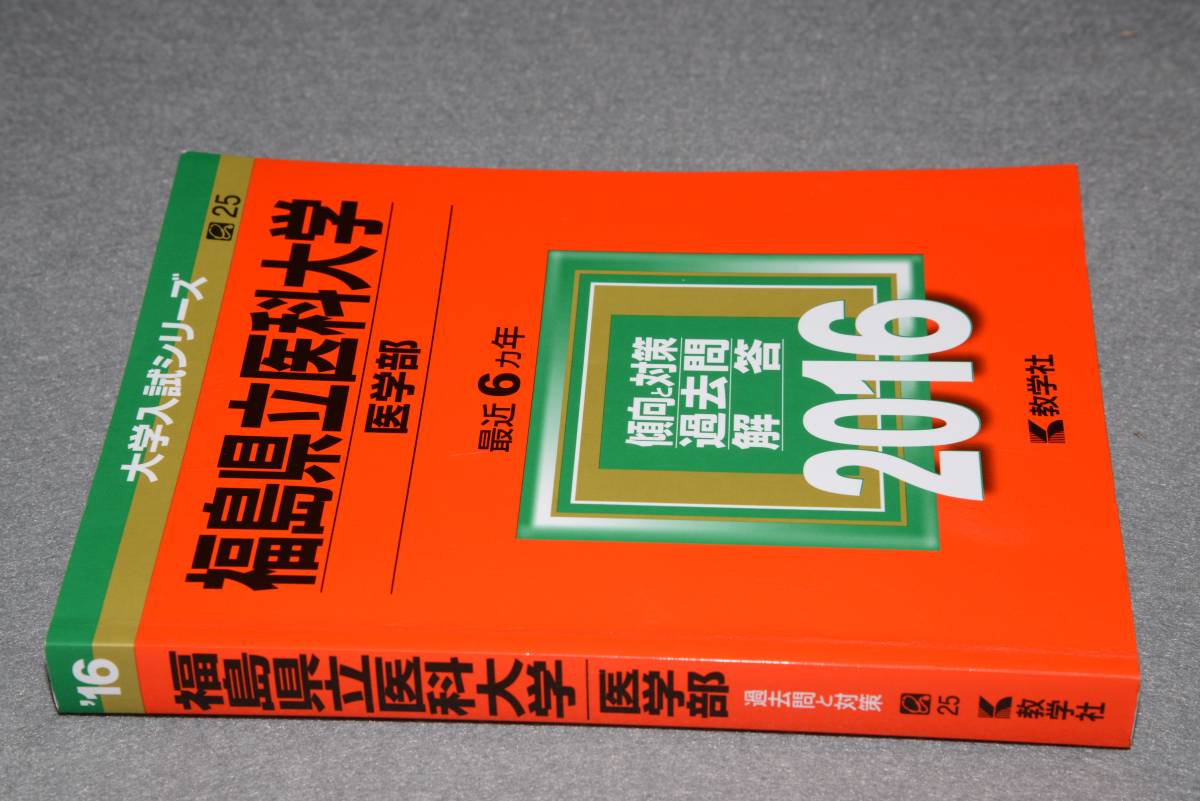 大学入試シリーズ
25
福島県立医科大学
医学部
最近6カ年
傾向と対策
過去問
解答
2016
教学社
'16
福島県立医科大学
医学部
過去問と対策
25
教学社